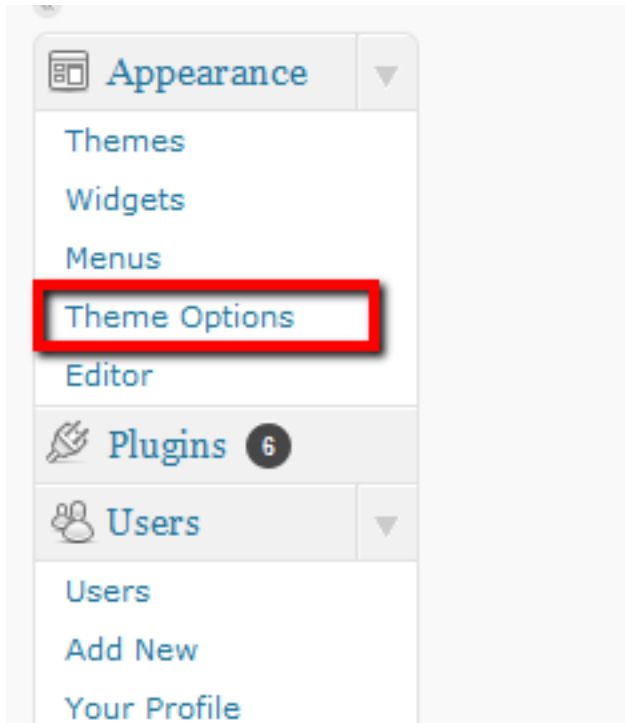 Appearance
Themes
Widgets
Menus
Theme Options
Editor
Plugins 6
Users
Users
Add New
Your Profile